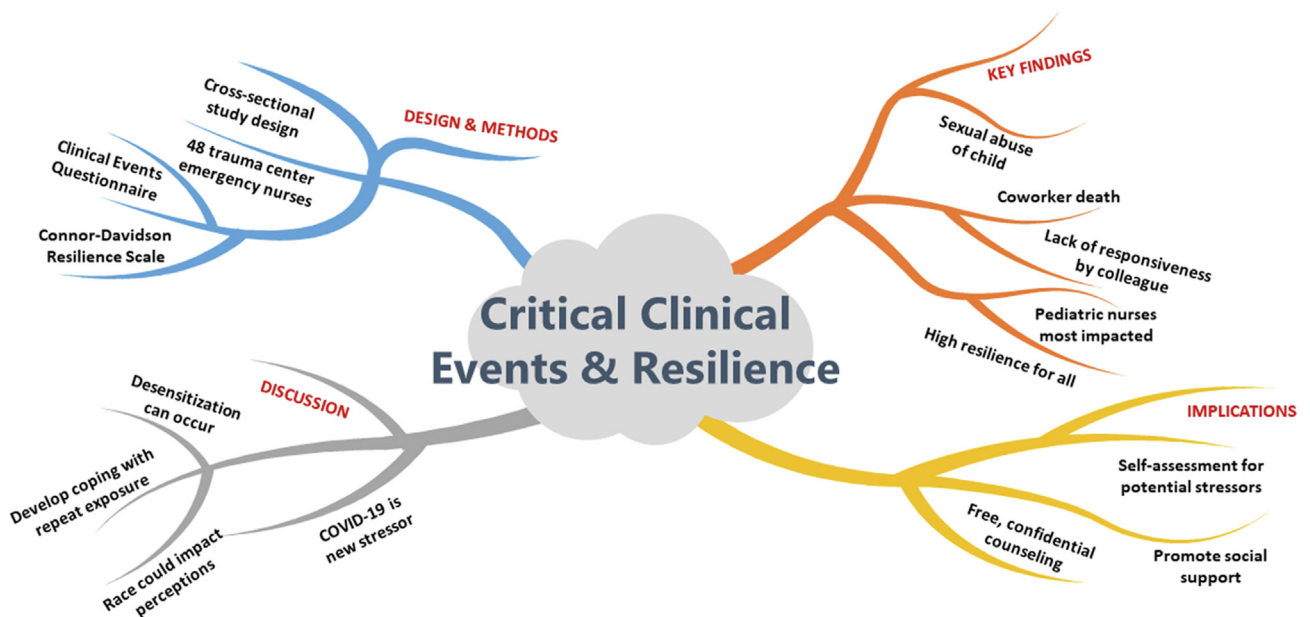 DESIGN & METHODS
Cross-sectional
study design
48 trauma center
emergency nurses
Clinical Events
Questionnaire
Connor-Davidson
Resilience Scale
KEY FINDINGS
Sexual abuse
of child
Coworker death
Lack of responsiveness
by colleague
Pediatric nurses
most impacted
High resilience for all
Critical Clinical
Events & Resilience
DISCUSSION
Desensitization
can occur
Develop coping with
repeat exposure
Race could impact
perceptions
COVID-19 is
new stressor
IMPLICATIONS
Self-assessment for
potential stressors
Free, confidential
counseling
Promote social
support